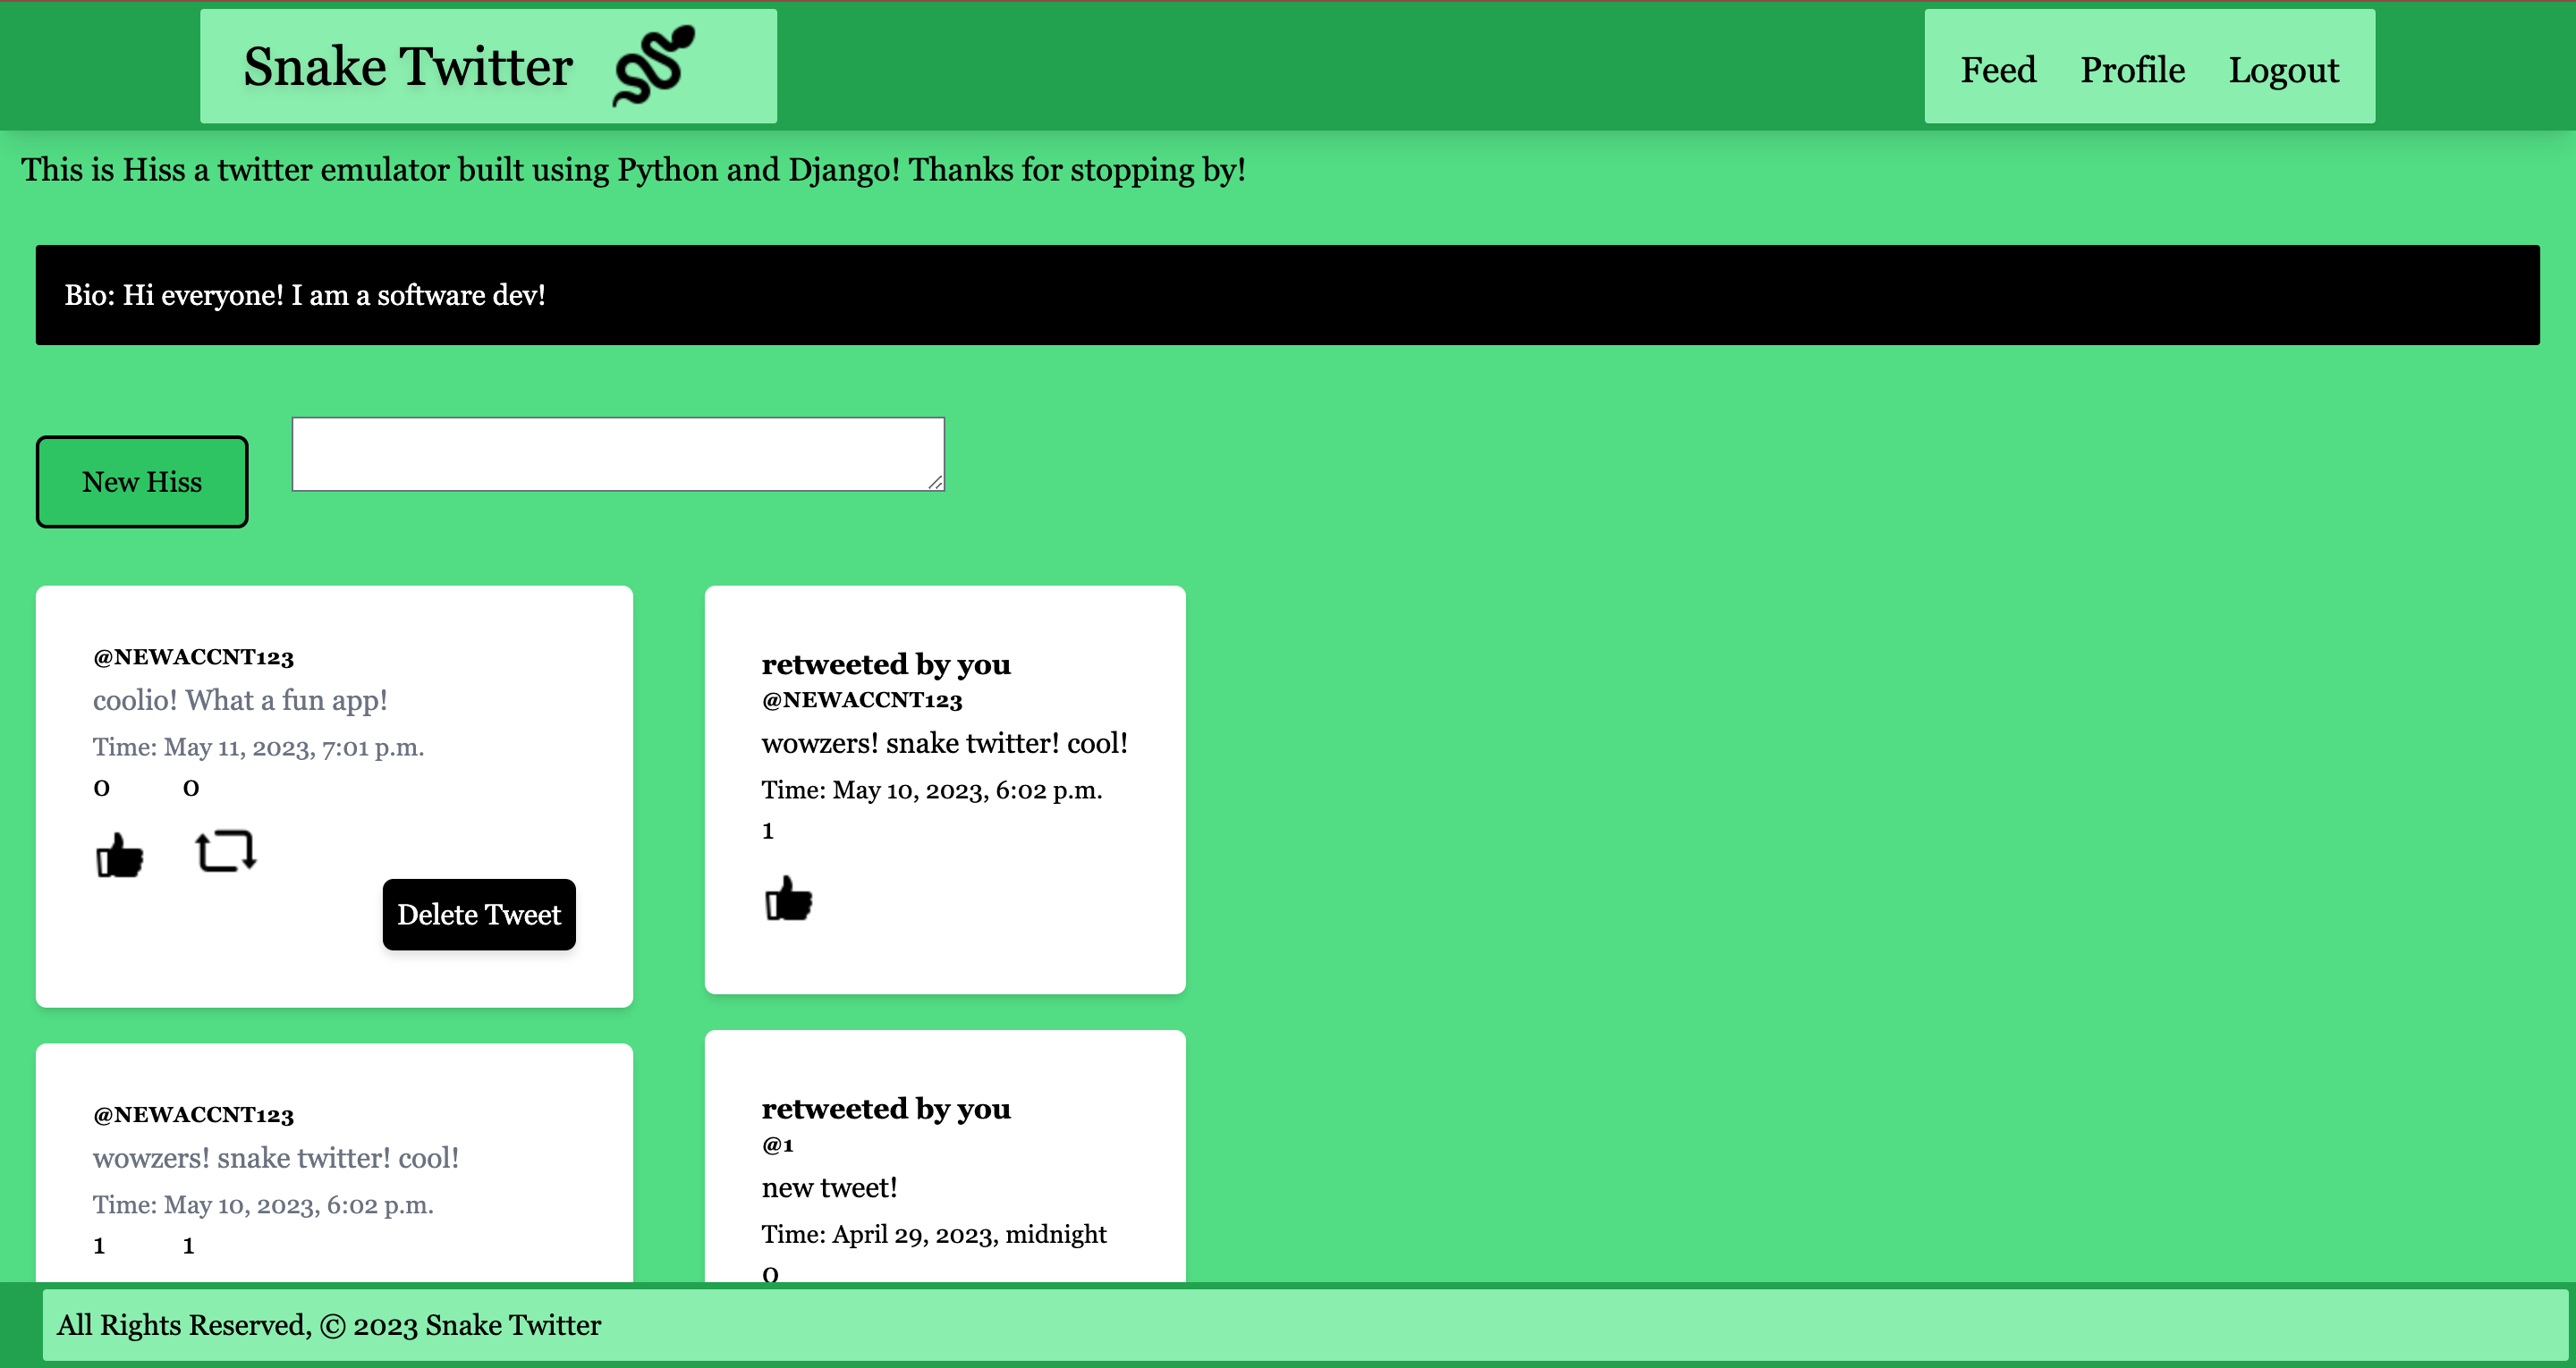 Snake Twitter
Feed Profile Logout
This is Hiss a twitter emulator built using Python and Django! Thanks for stopping by!
Bio: Hi everyone! I am a software dev!
New Hiss
@NEWACCNT123
coolio! What a fun app!
Time: May 11, 2023, 7:01 p.m.
0 0
Delete Tweet
@NEWACCNT123
wowzers! snake twitter! cool!
Time: May 10, 2023, 6:02 p.m.
1 1
retweeted by you
@NEWACCNT123
wowzers! snake twitter! cool!
Time: May 10, 2023, 6:02 p.m.
1
retweeted by you
@1
new tweet!
Time: April 29, 2023, midnight
0
All Rights Reserved, © 2023 Snake Twitter